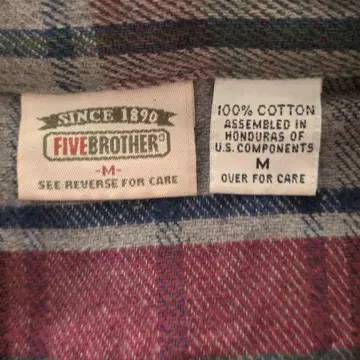 SINCE 1890
FIVEBROTHER®
-M-
SEE REVERSE FOR CARE
100% COTTON
ASSEMBLED IN
HONDURAS OF
U.S. COMPONENTS
M
OVER FOR CARE